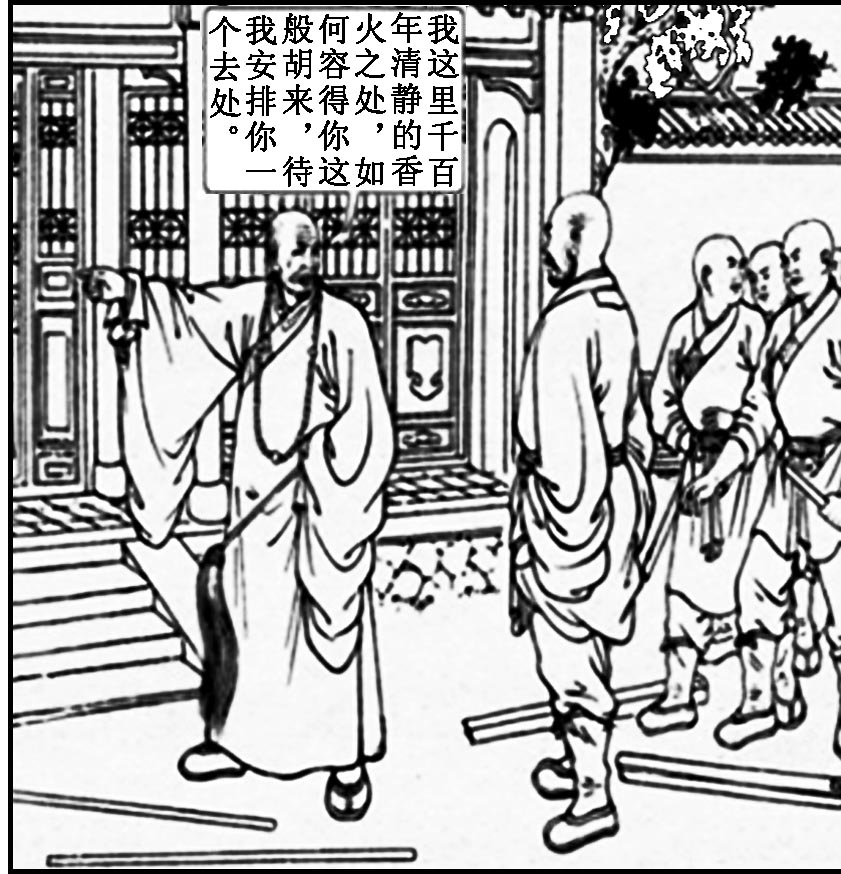 我这里千百
年清静的香
火之处，如
何容得你这
般胡来，待
我安排你一
个去处。